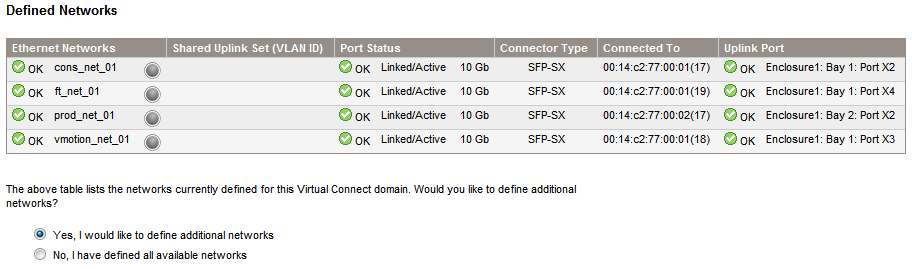 Defined Networks
Ethernet Networks Shared Uplink Set (VLAN ID) Port Status Connector Type Connected To Uplink Port
OK cons_net_01 OK Linked/Active 10 Gb SFP-SX 00:14:c2:77:00:01(17) OK Enclosure1: Bay 1: Port X2
OK ft_net_01 OK Linked/Active 10 Gb SFP-SX 00:14:c2:77:00:01(19) OK Enclosure1: Bay 1: Port X4
OK prod_net_01 OK Linked/Active 10 Gb SFP-SX 00:14:c2:77:00:02(17) OK Enclosure1: Bay 2: Port X2
OK vmotion_net_01 OK Linked/Active 10 Gb SFP-SX 00:14:c2:77:00:01(18) OK Enclosure1: Bay 1: Port X3
The above table lists the networks currently defined for this Virtual Connect domain. Would you like to define additional
networks?
Yes, I would like to define additional networks
No, I have defined all available networks